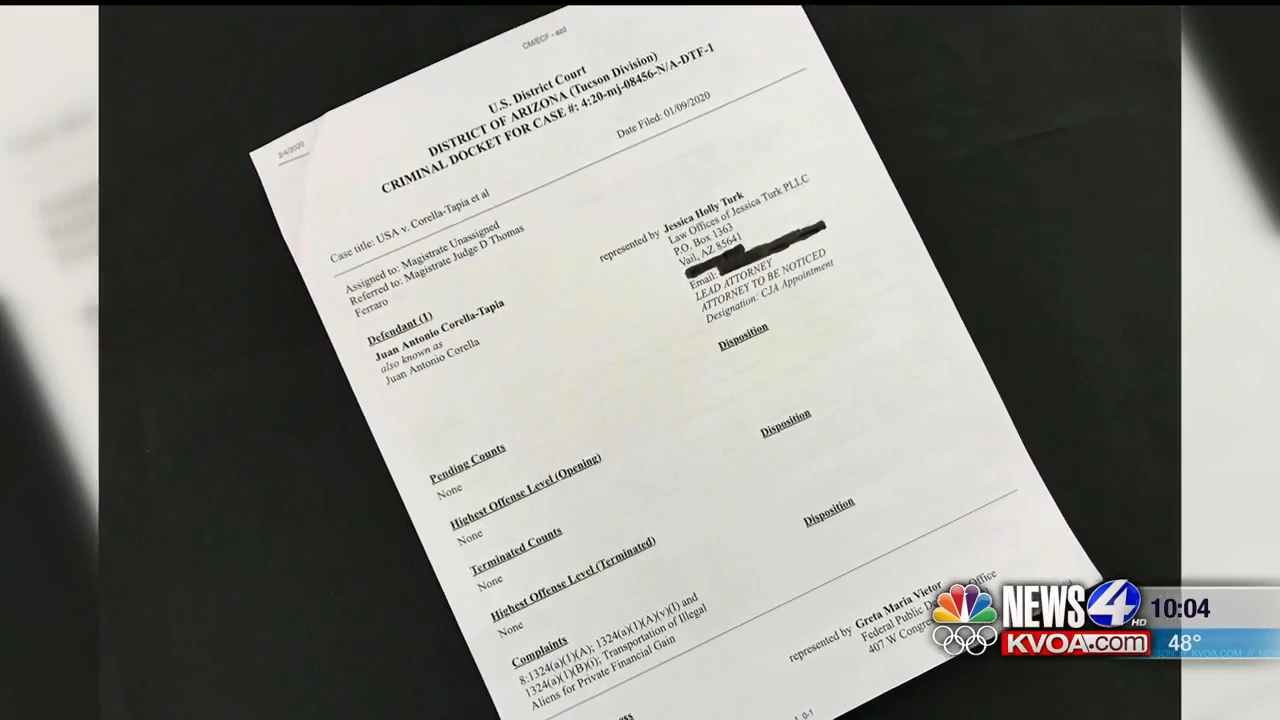 CM/ECF - azd
2/4/2020
U.S. District Court
DISTRICT OF ARIZONA (Tucson Division)
CRIMINAL DOCKET FOR CASE #: 4:20-mj-08456-N/A-DTF-1
Case title: USA v. Corella-Tapia et al
Date Filed: 01/09/2020
Assigned to: Magistrate Unassigned
Referred to: Magistrate Judge D Thomas
Ferraro
Defendant (1)
Juan Antonio Corella-Tapia
also known as
Juan Antonio Corella
represented by Jessica Holly Turk
Law Offices of Jessica Turk PLLC
P.O. Box 1363
Vail, AZ 85641
Email:
LEAD ATTORNEY
ATTORNEY TO BE NOTICED
Designation: CJA Appointment
Pending Counts
None
Disposition
Highest Offense Level (Opening)
None
Terminated Counts
None
Disposition
Highest Offense Level (Terminated)
None
Complaints
8:1324(a)(1)(A); 1324(a)(1)(A)(v)(I) and
1324(a)(1)(B)(i); Transportation of Illegal
Aliens for Private Financial Gain
Disposition
represented by Greta Maria Vietor
Federal Public Office
407 W Congress
NEWS 4 HD
KVOA.com
10:04
48°
KVOA.COM //